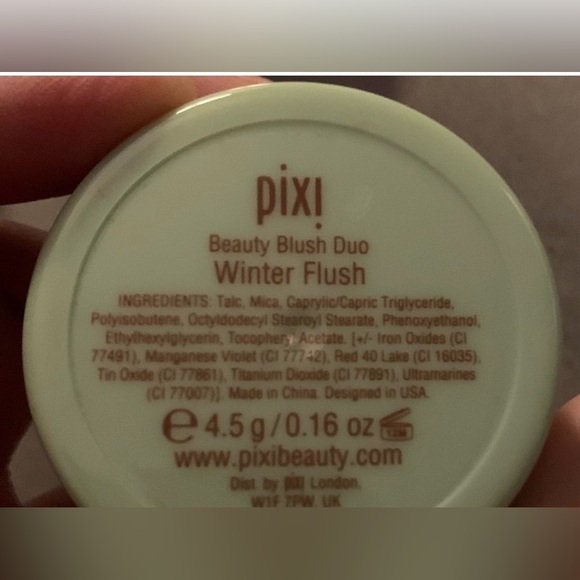 pixi
Beauty Blush Duo
Winter Flush
INGREDIENTS: Talc, Mica, Caprylic/Capric Triglyceride,
Polyisobutene, Octyldodecyl Stearoyl Stearate, Phenoxyethanol,
Ethylhexylglycerin, Tocopheryl Acetate. [+/- Iron Oxides (CI
77491), Manganese Violet (CI 77742), Red 40 Lake (CI 16035),
Tin Oxide (CI 77861), Titanium Dioxide (CI 77891), Ultramarines
(CI 77007)]. Made in China. Designed in USA.
℮ 4.5 g / 0.16 oz 12M
www.pixibeauty.com
Dist. by pixi London,
W1F 7PW, UK